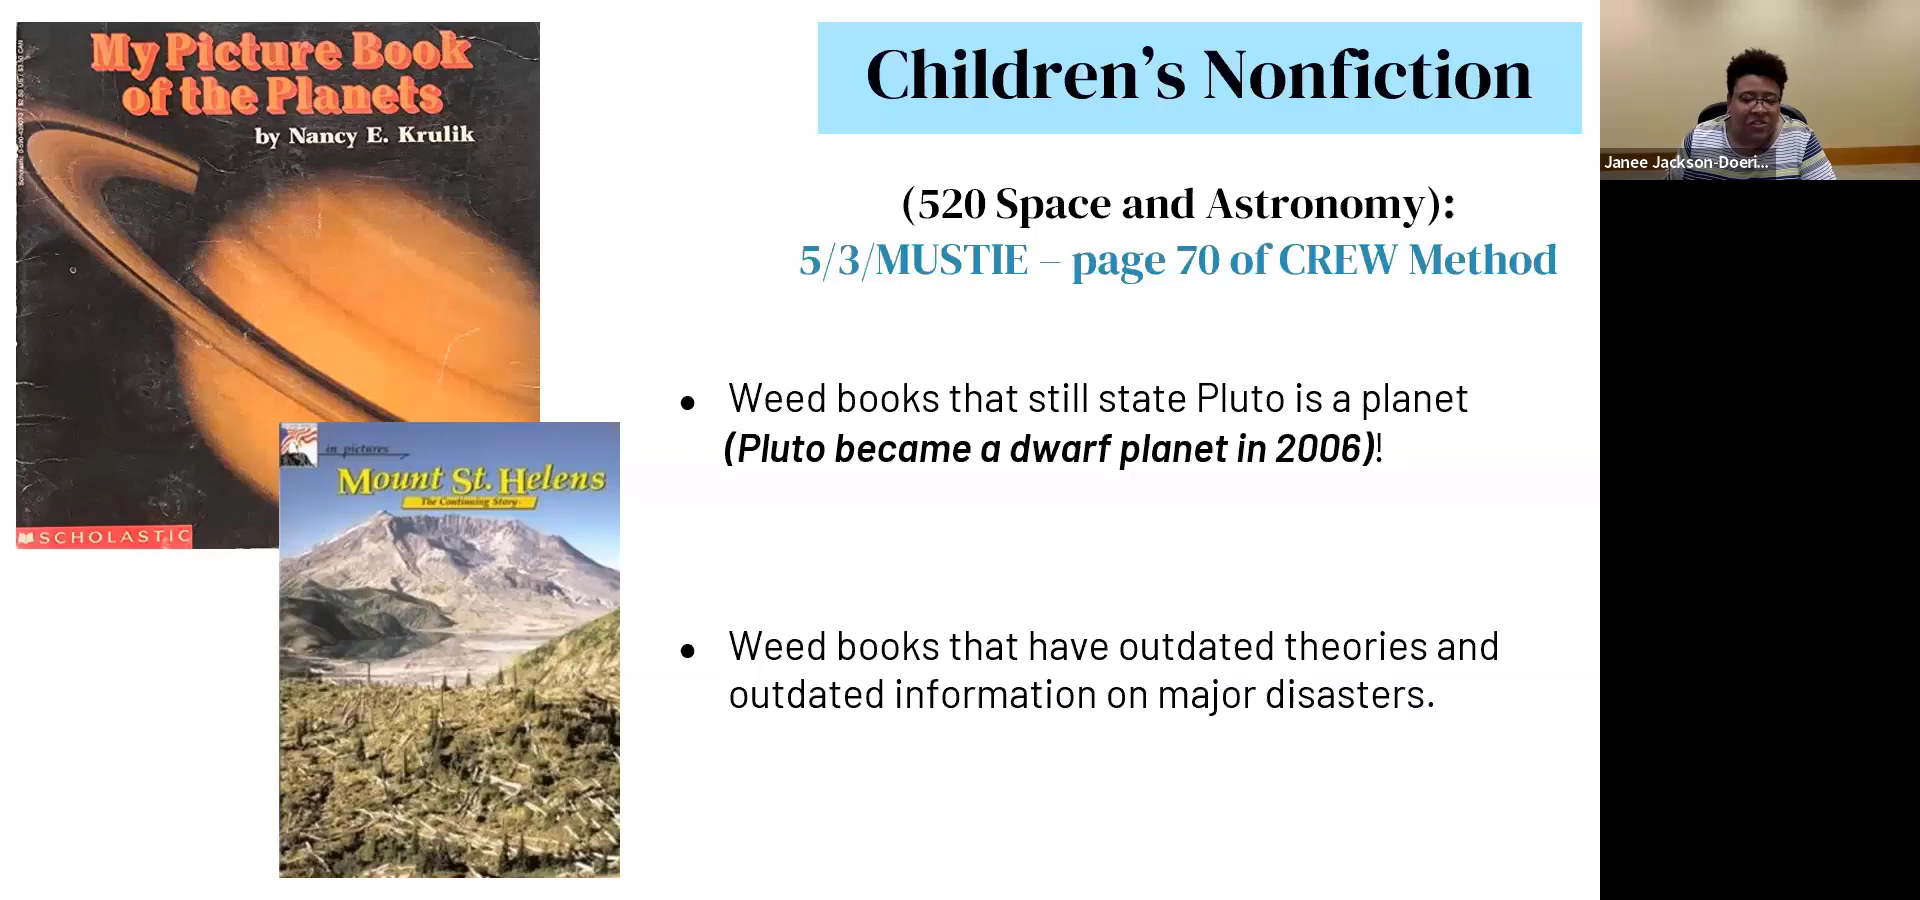 My Picture Book
of the Planets
by Nancy E. Krulik
SCHOLASTIC
in pictures
Mount St. Helens
The Continuing Story
Children's Nonfiction
(520 Space and Astronomy):
5/3/MUSTIE – page 70 of CREW Method
● Weed books that still state Pluto is a planet
(Pluto became a dwarf planet in 2006)!
● Weed books that have outdated theories and
outdated information on major disasters.
Janee Jackson-Doeri...